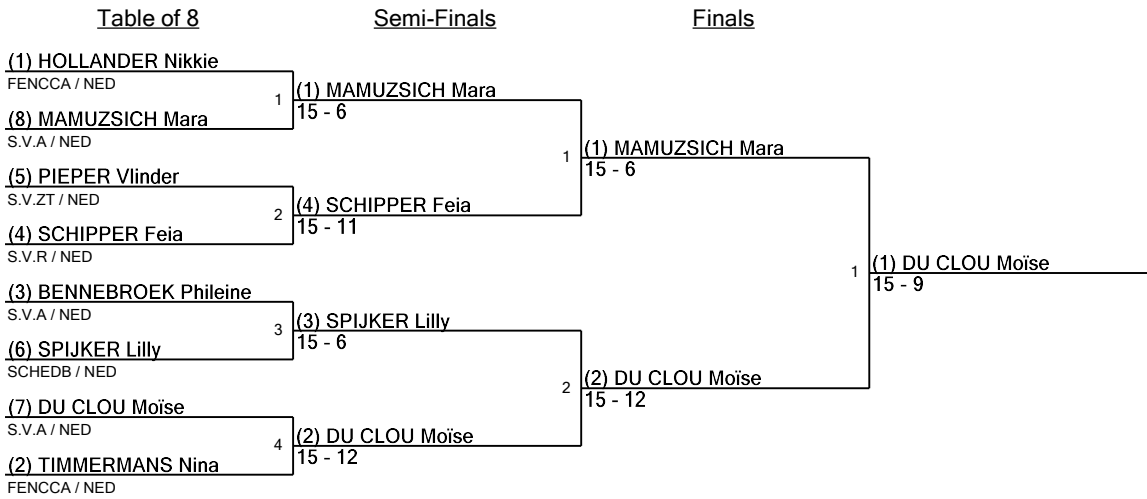 Table of 8 Semi-Finals Finals
(1) HOLLANDER Nikkie
FENCCA / NED
1 (1) MAMUZSICH Mara
15 - 6
(8) MAMUZSICH Mara
S.V.A / NED
1 (1) MAMUZSICH Mara
15 - 6
(5) PIEPER Vlinder
S.V.ZT / NED
2 (4) SCHIPPER Feia
15 - 11
(4) SCHIPPER Feia
S.V.R / NED
1 (1) DU CLOU Moïse
15 - 9
(3) BENNEBROEK Phileine
S.V.A / NED
3 (3) SPIJKER Lilly
15 - 6
(6) SPIJKER Lilly
SCHEDB / NED
2 (2) DU CLOU Moïse
15 - 12
(7) DU CLOU Moïse
S.V.A / NED
4 (2) DU CLOU Moïse
15 - 12
(2) TIMMERMANS Nina
FENCCA / NED